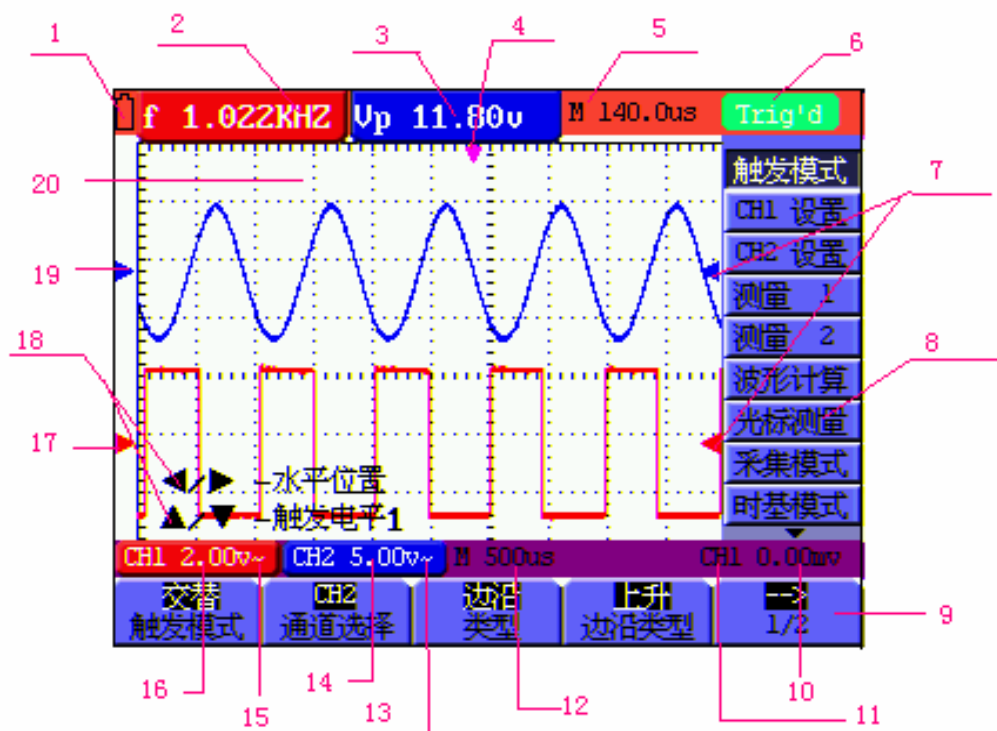 1 2 3 4 5 6
f 1.022KHZ Vp 11.80v M 140.0us Trig'd
触发模式
20 7
CH1 设置
CH2 设置
19
测量 1
测量 2
18 8
波形计算
光标测量
17
采集模式
◀/▶ -水平位置
时基模式
▲/▼ -触发电平1
CH1 2.00v~ CH2 5.00v~ M 500us CH1 0.00mv
交替 CH2 边沿 上升 -->
触发模式 通道选择 类型 边沿类型 1/2
9
16 15 14 13 12 11 10